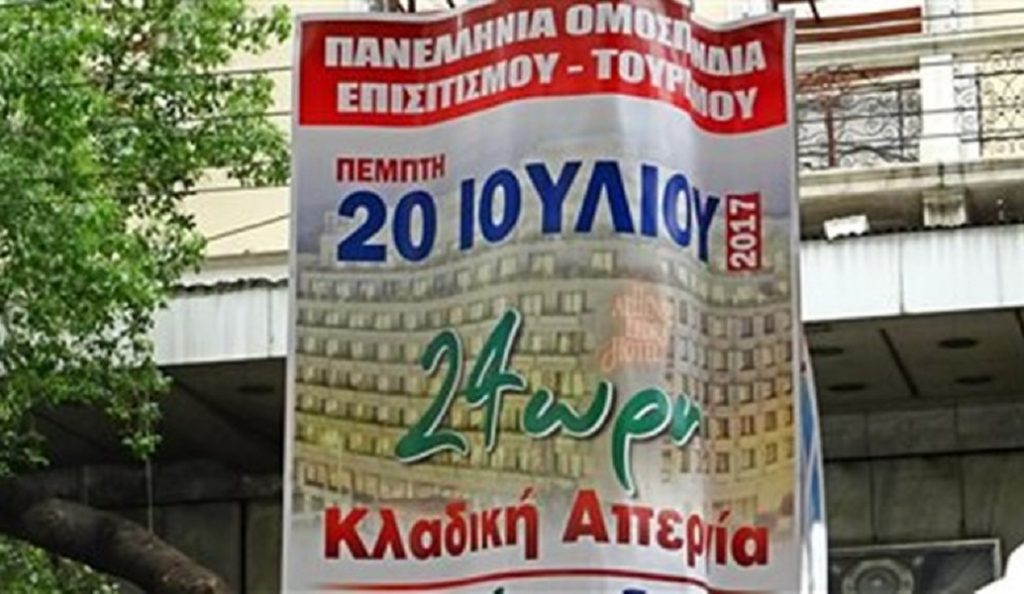 ΠΑΝΕΛΛΗΝΙΑ ΟΜΟΣΠΟΝΔΙΑ
ΕΠΙΣΙΤΙΣΜΟΥ - ΤΟΥΡΙΣΜΟΥ
ΠΕΜΠΤΗ
20 ΙΟΥΛΙΟΥ 2017
24ωρη
Κλαδική Απεργία